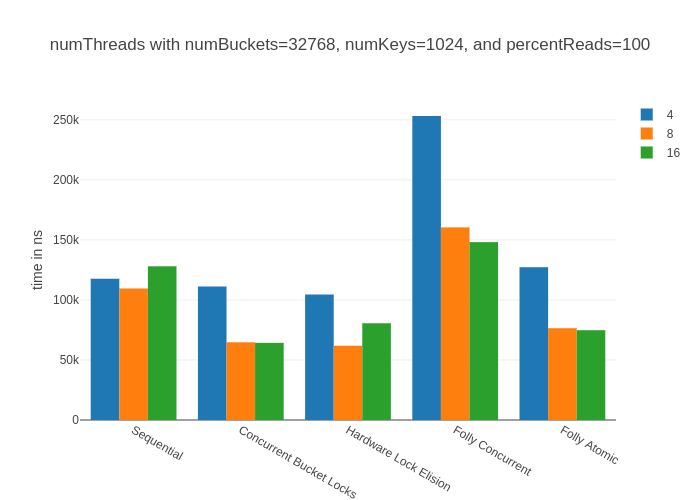 numThreads with numBuckets=32768, numKeys=1024, and percentReads=100
4
8
16
250k
200k
150k
100k
50k
0
time in ns
Sequential
Concurrent Bucket Locks
Hardware Lock Elision
Folly Concurrent
Folly Atomic